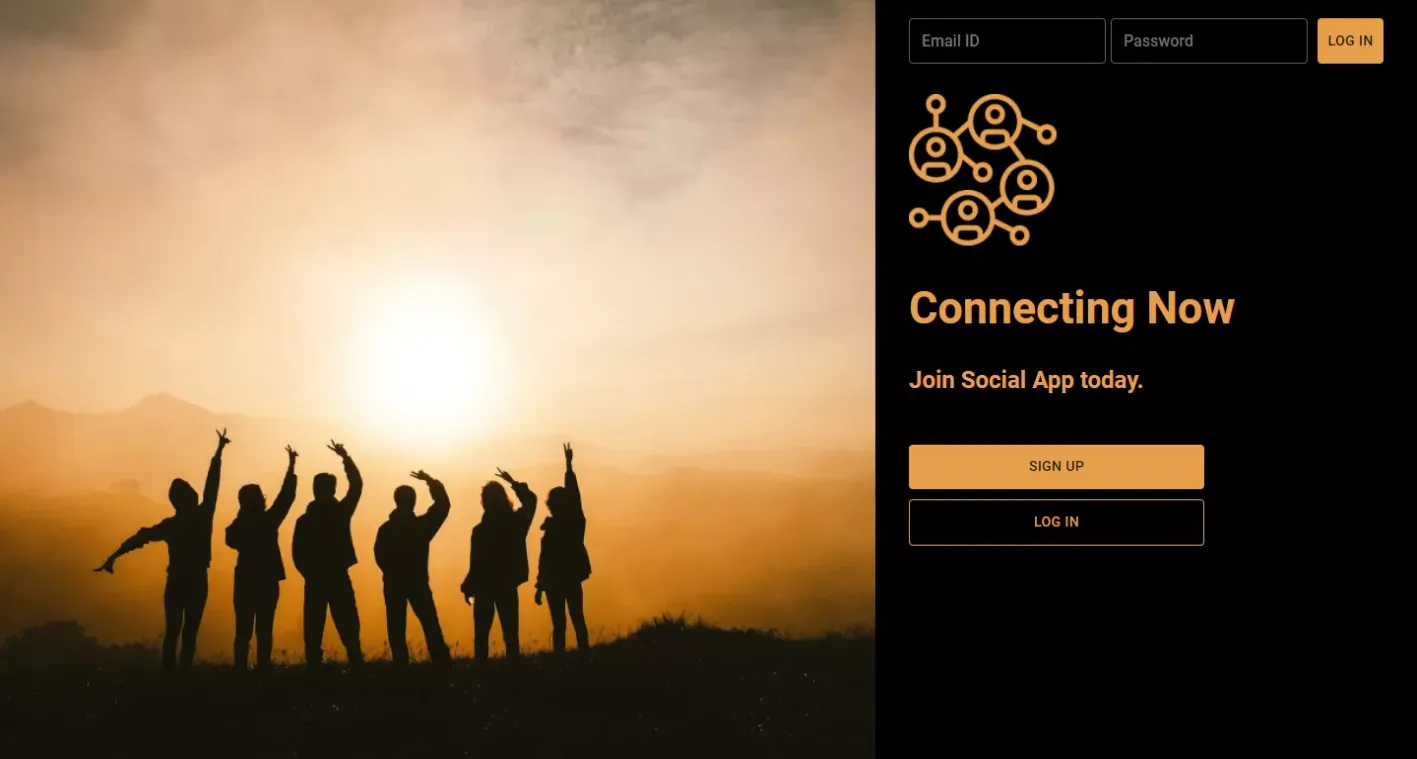 Email ID Password LOG IN
Connecting Now
Join Social App today.
SIGN UP
LOG IN